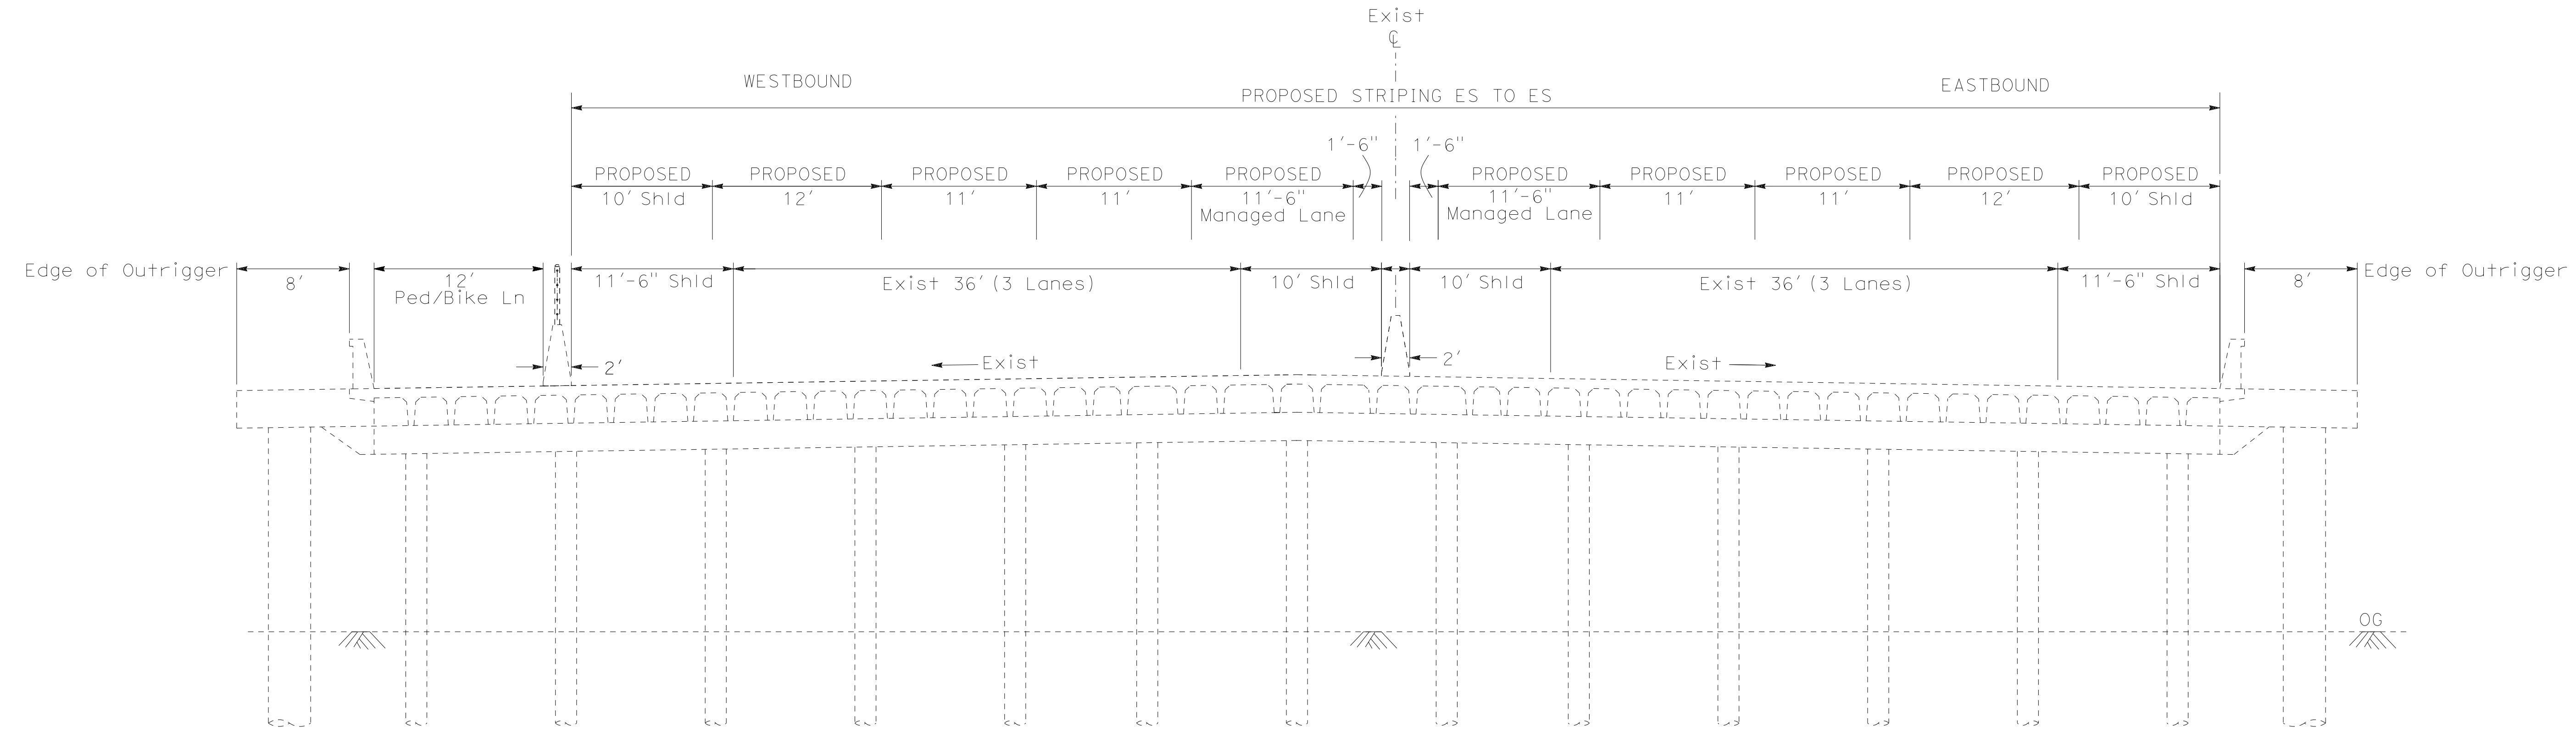 Exist
℄
WESTBOUND
EASTBOUND
PROPOSED STRIPING ES TO ES
1'-6" 1'-6"
PROPOSED PROPOSED PROPOSED PROPOSED PROPOSED PROPOSED PROPOSED PROPOSED PROPOSED PROPOSED
10' Shld 12' 11' 11' 11'-6" 11'-6" 11' 11' 12' 10' Shld
Managed Lane Managed Lane
Edge of Outrigger Edge of Outrigger
8' 12' 11'-6" Shld Exist 36' (3 Lanes) 10' Shld 10' Shld Exist 36' (3 Lanes) 11'-6" Shld 8'
Ped/Bike Ln
2' Exist 2' Exist
OG